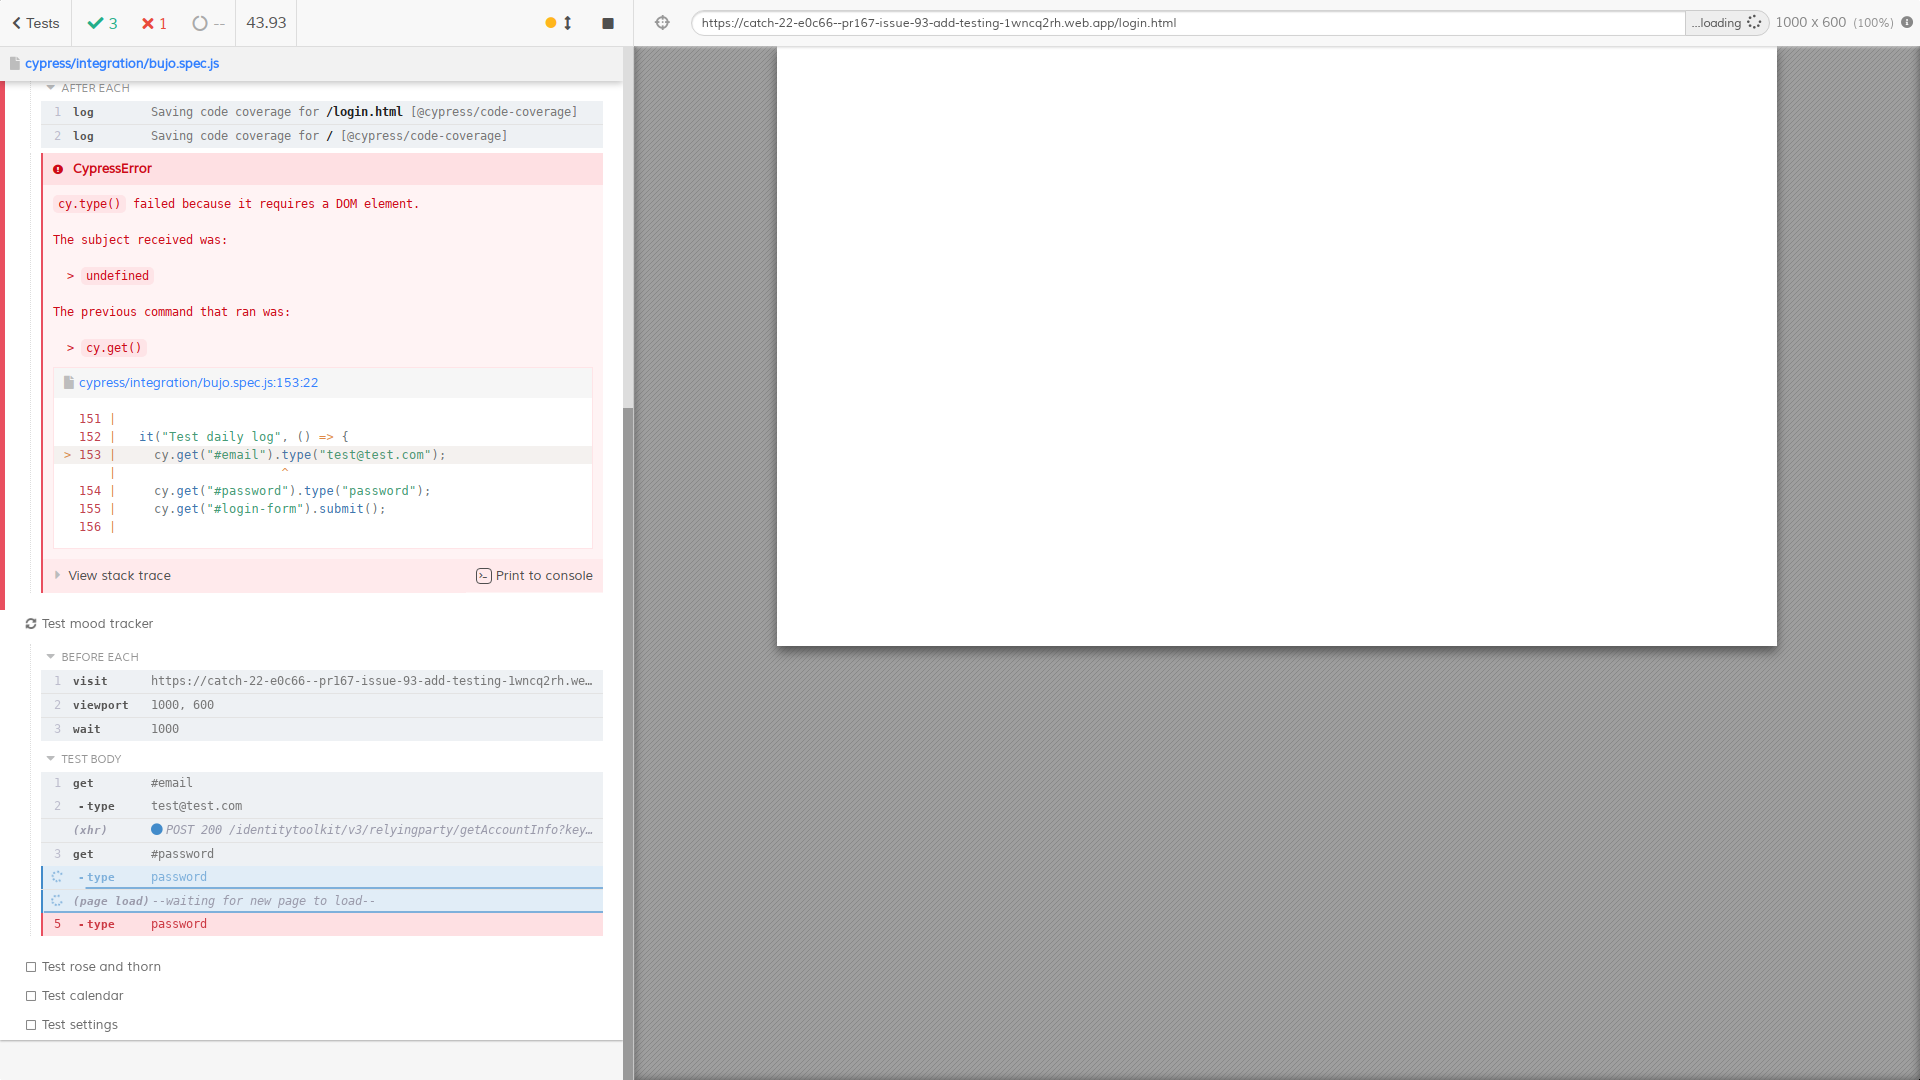 Tests 3 1 -- 43.93
https://catch-22-e0c66--pr167-issue-93-add-testing-1wncq2rh.web.app/login.html ...loading 1000 x 600 (100%)
cypress/integration/bujo.spec.js
AFTER EACH
1 log Saving code coverage for /login.html [@cypress/code-coverage]
2 log Saving code coverage for / [@cypress/code-coverage]
CypressError
cy.type() failed because it requires a DOM element.
The subject received was:
> undefined
The previous command that ran was:
> cy.get()
cypress/integration/bujo.spec.js:153:22
151 |
152 | it("Test daily log", () => {
> 153 | cy.get("#email").type("test@test.com");
| ^
154 | cy.get("#password").type("password");
155 | cy.get("#login-form").submit();
156 |
View stack trace Print to console
Test mood tracker
BEFORE EACH
1 visit https://catch-22-e0c66--pr167-issue-93-add-testing-1wncq2rh.we…
2 viewport 1000, 600
3 wait 1000
TEST BODY
1 get #email
2 -type test@test.com
(xhr) POST 200 /identitytoolkit/v3/relyingparty/getAccountInfo?key…
3 get #password
-type password
(page load) --waiting for new page to load--
5 -type password
Test rose and thorn
Test calendar
Test settings